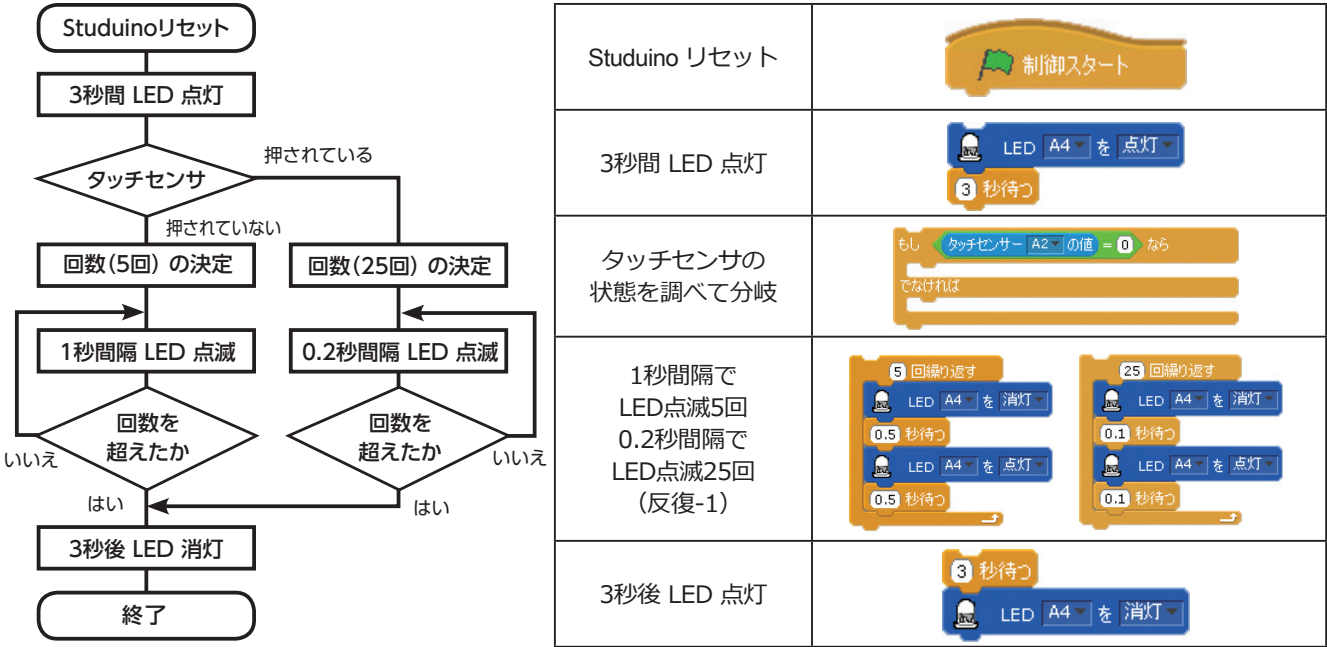 Studuinoリセット
3秒間 LED 点灯
タッチセンサ
押されている
押されていない
回数(5回) の決定
回数(25回) の決定
1秒間隔 LED 点滅
0.2秒間隔 LED 点滅
回数を
超えたか
回数を
超えたか
いいえ
いいえ
はい
はい
3秒後 LED 消灯
終了
Studuino リセット
制御スタート
3秒間 LED 点灯
LED A4 を 点灯
3 秒待つ
タッチセンサの
状態を調べて分岐
もし タッチセンサー A2 の値 = 0 なら
でなければ
1秒間隔で
LED点滅5回
0.2秒間隔で
LED点滅25回
(反復-1)
5 回繰り返す
LED A4 を 消灯
0.5 秒待つ
LED A4 を 点灯
0.5 秒待つ
25 回繰り返す
LED A4 を 消灯
0.1 秒待つ
LED A4 を 点灯
0.1 秒待つ
3秒後 LED 点灯
3 秒待つ
LED A4 を 消灯